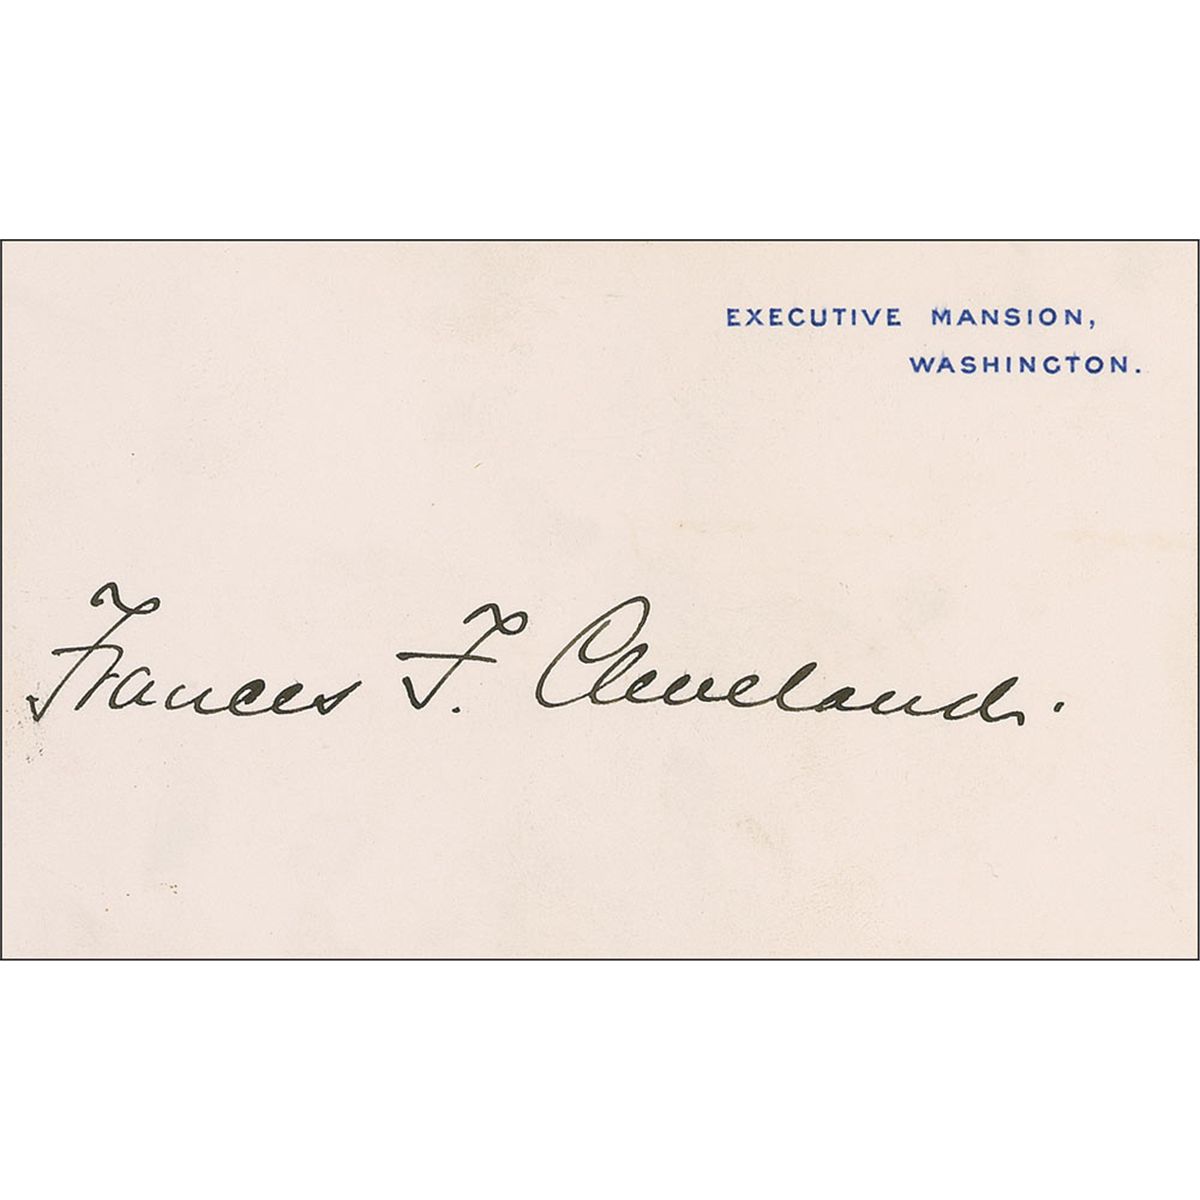 EXECUTIVE MANSION,
WASHINGTON.
Frances F. Cleveland.